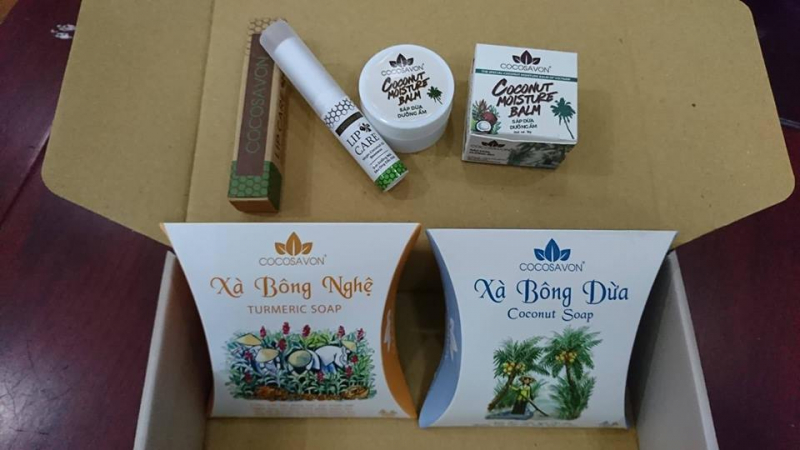 COCOSAVON
LIP CARE
COCOSAVON
COCONUT
MOISTURE
BALM
SÁP DỪA
DƯỠNG ẨM
COCOSAVON
COCONUT
MOISTURE
BALM
SÁP DỪA
DƯỠNG ẨM
COCOSAVON
Xà Bông Nghệ
TURMERIC SOAP
COCOSAVON
Xà Bông Dừa
Coconut Soap